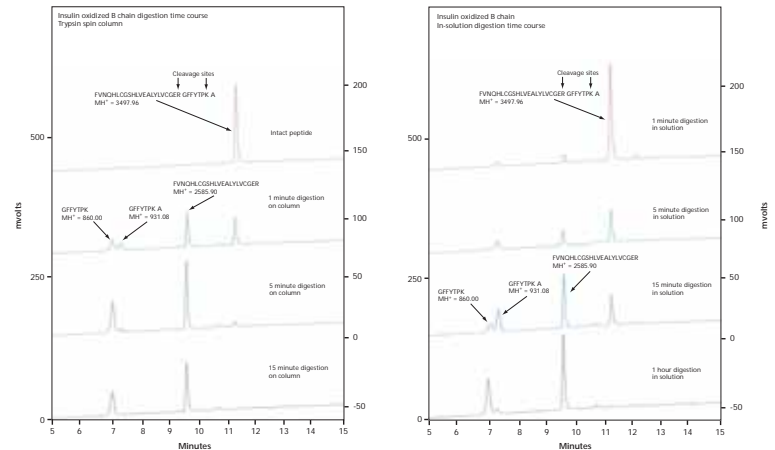 Insulin oxidized B chain digestion time course
Trypsin spin column
Cleavage sites
FVNQHLCGSHLVEALYLVCGER GFFYTPK A
MH+ = 3497.96
Intact peptide
FVNQHLCGSHLVEALYLVCGER
MH+ = 2585.90
1 minute digestion
on column
GFFYTPK
MH+ = 860.00
GFFYTPK A
MH+ = 931.08
5 minute digestion
on column
15 minute digestion
on column
mvolts
500
250
0
200
150
100
50
0
-50
5 6 7 8 9 10 11 12 13 14 15
Minutes
Insulin oxidized B chain
In-solution digestion time course
Cleavage sites
FVNQHLCGSHLVEALYLVCGER GFFYTPK A
MH+ = 3497.96
1 minute digestion
in solution
5 minute digestion
in solution
FVNQHLCGSHLVEALYLVCGER
MH+ = 2585.90
15 minute digestion
in solution
GFFYTPK
MH+ = 860.00
GFFYTPK A
MH+ = 931.08
1 hour digestion
in solution
500
250
0
200
150
100
50
0
-50
mvolts
5 6 7 8 9 10 11 12 13 14 15
Minutes